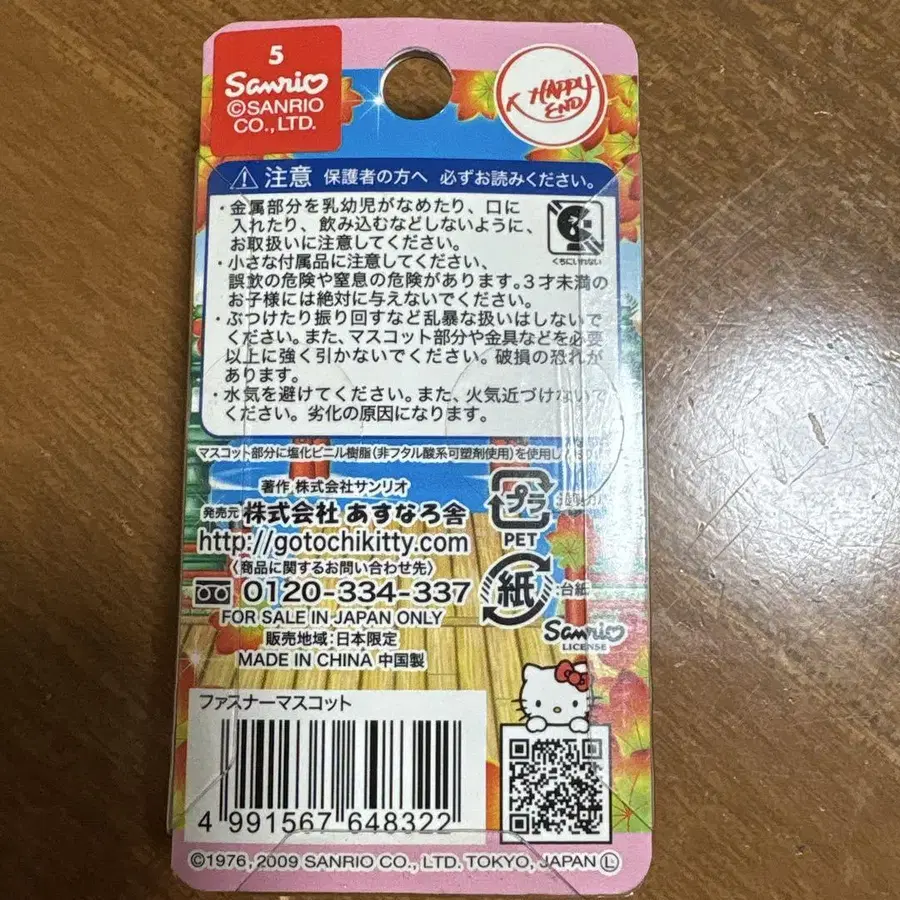 5
Sanrio
©SANRIO
CO., LTD.
HAPPY
END
注意 保護者の方へ 必ずお読みください。
・金属部分を乳幼児がなめたり、口に
入れたり、飲み込むなどしないように、
お取扱いに注意してください。
くちにいれない
・小さな付属品に注意してください、
誤飲の危険や窒息の危険があります。3才未満の
お子様には絶対に与えないでください。
・ぶつけたり振り回すなど乱暴な扱いはしないで
ください。また、マスコット部分や金具などを必要
以上に強く引かないでください。破損の恐れが
あります。
・水気を避けてください。また、火気近づけないで
ください。劣化の原因になります。
マスコット部分に塩化ビニル樹脂(非フタル酸系可塑剤使用)を使用し
著作 株式会社サンリオ
発売元 株式会社 あすなろ舎
http://gotochikitty.com
〈商品に関するお問い合わせ先〉
0120-334-337
FOR SALE IN JAPAN ONLY
販売地域:日本限定
MADE IN CHINA 中国製
プラ
PET
紙
:台紙
Sanrio
LICENSE
ファスナーマスコット
4 991567 648322
©1976, 2009 SANRIO CO., LTD. TOKYO, JAPAN Ⓛ